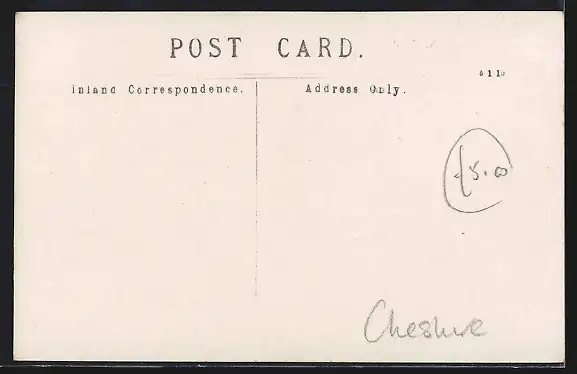 POST CARD.
Inland Correspondence.
Address Only.
£5.00
Cheshire